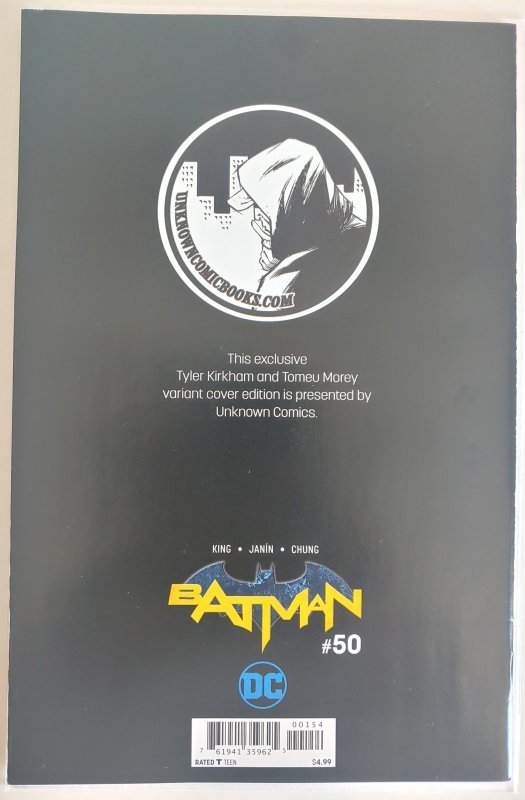 UNKNOWNCOMICBOOKS.COM
This exclusive
Tyler Kirkham and Tomeu Morey
variant cover edition is presented by
Unknown Comics.
KING • JANÍN • CHUNG
BATMAN
#50
DC
00154
7 61941 35962 5
RATED T TEEN $4.99